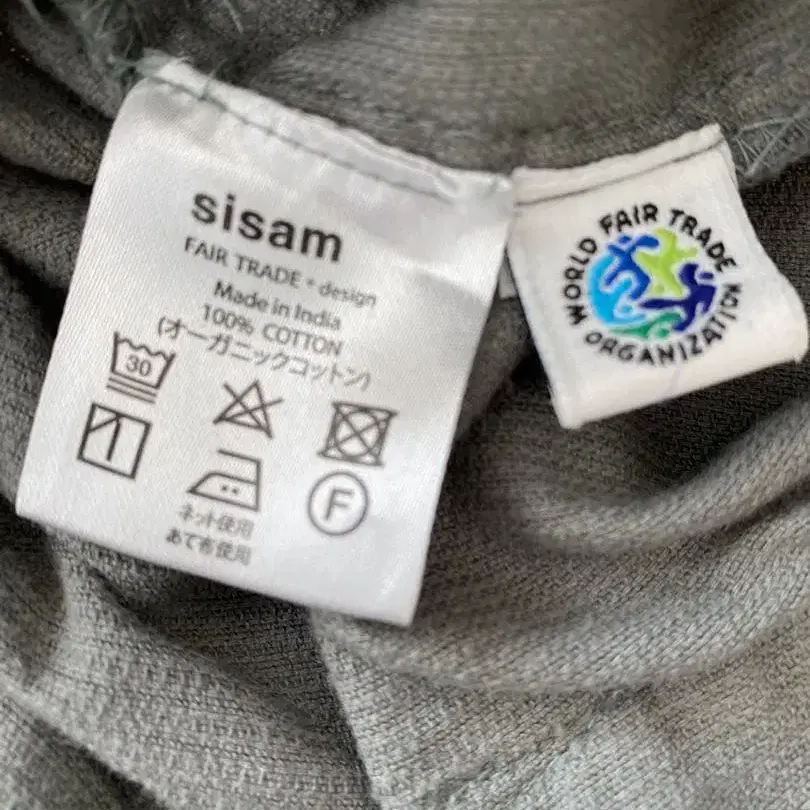 sisam
FAIR TRADE + design
Made in India
100% COTTON
(オーガニックコットン)
30
F
ネット使用
あて布使用
WORLD FAIR TRADE ORGANIZATION